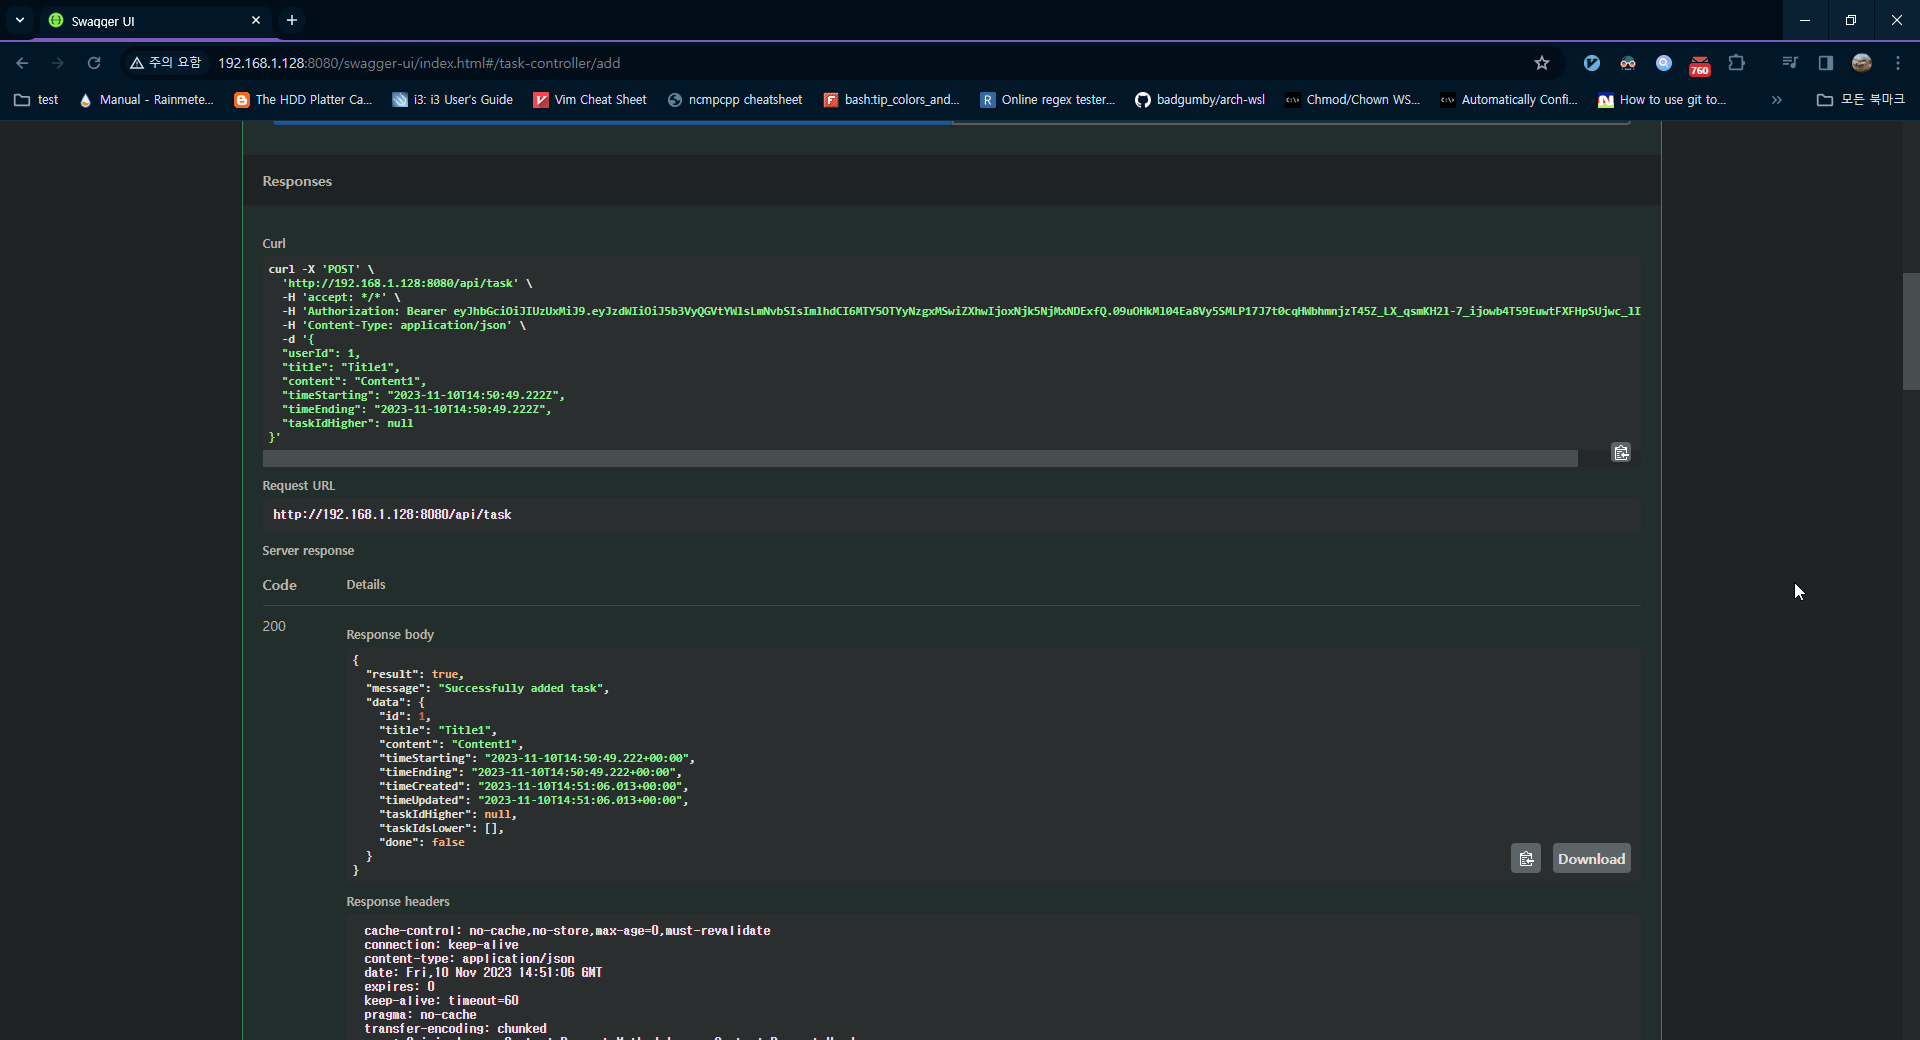 Swagger UI
주의 요함 192.168.1.128:8080/swagger-ui/index.html#/task-controller/add
760
test Manual - Rainmete... The HDD Platter Ca... i3: i3 User's Guide Vim Cheat Sheet ncmpcpp cheatsheet bash:tip_colors_and... Online regex tester... badgumby/arch-wsl Chmod/Chown WS... Automatically Confi... How to use git to... » 모든 북마크
Responses
Curl
curl -X 'POST' \
'http://192.168.1.128:8080/api/task' \
-H 'accept: */*' \
-H 'Authorization: Bearer eyJhbGciOiJIUzUxMiJ9.eyJzdWIiOiJ5b3VyQGVtYWlsLmNvbSIsImlhdCI6MTY5OTYyNzgxMSwiZXhwIjoxNjk5NjMxNDExfQ.09uOHkMl04Ea8Vy5SMLP17J7t0cqHWbhmnjzT45Z_LX_qsmKH2l-7_ijowb4T59EuwtFXFHpSUjwc_lI
-H 'Content-Type: application/json' \
-d '{
"userId": 1,
"title": "Title1",
"content": "Content1",
"timeStarting": "2023-11-10T14:50:49.222Z",
"timeEnding": "2023-11-10T14:50:49.222Z",
"taskIdHigher": null
}'
Request URL
http://192.168.1.128:8080/api/task
Server response
Code Details
200
Response body
{
"result": true,
"message": "Successfully added task",
"data": {
"id": 1,
"title": "Title1",
"content": "Content1",
"timeStarting": "2023-11-10T14:50:49.222+00:00",
"timeEnding": "2023-11-10T14:50:49.222+00:00",
"timeCreated": "2023-11-10T14:51:06.013+00:00",
"timeUpdated": "2023-11-10T14:51:06.013+00:00",
"taskIdHigher": null,
"taskIdsLower": [],
"done": false
}
}
Download
Response headers
cache-control: no-cache,no-store,max-age=0,must-revalidate
connection: keep-alive
content-type: application/json
date: Fri,10 Nov 2023 14:51:06 GMT
expires: 0
keep-alive: timeout=60
pragma: no-cache
transfer-encoding: chunked